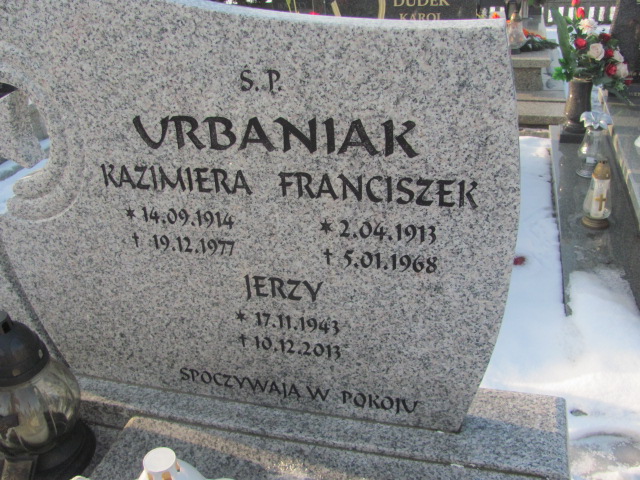 DUDEK
KAROL
Ś.P.
URBANIAK
KAZIMIERA FRANCISZEK
* 14.09.1914 * 2.04.1913
† 19.12.1977 † 5.01.1968
JERZY
* 17.11.1943
† 10.12.2013
SPOCZYWAJĄ W POKOJU